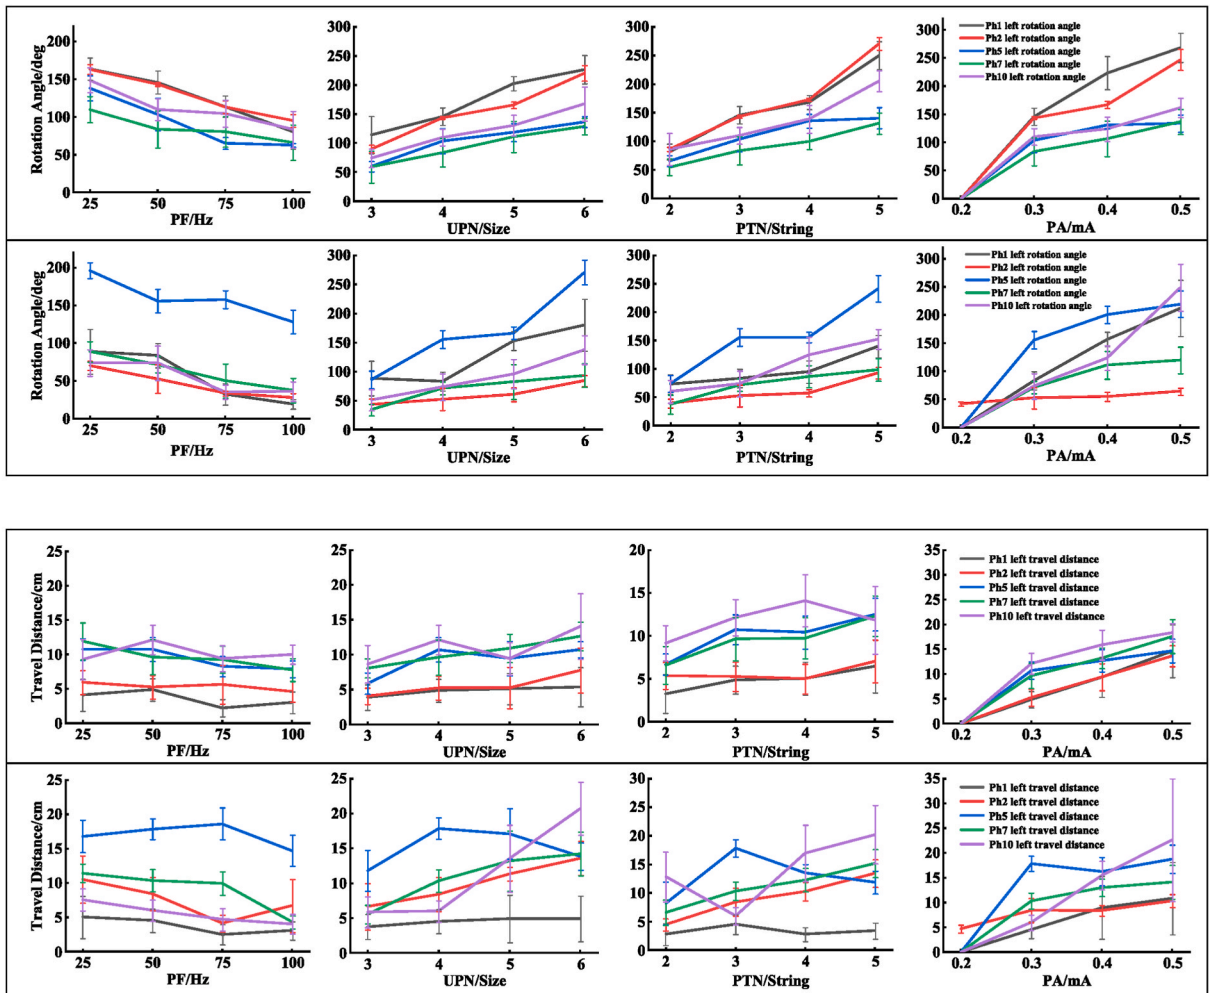 Rotation Angle/deg
200
150
100
50
0
25 50 75 100
PF/Hz
300
250
200
150
100
50
0
3 4 5 6
UPN/Size
300
250
200
150
100
50
0
2 3 4 5
PTN/String
300
250
200
150
100
50
0
0.2 0.3 0.4 0.5
PA/mA
Ph1 left rotation angle
Ph2 left rotation angle
Ph5 left rotation angle
Ph7 left rotation angle
Ph10 left rotation angle
Rotation Angle/deg
200
150
100
50
0
25 50 75 100
PF/Hz
300
250
200
150
100
50
0
3 4 5 6
UPN/Size
300
250
200
150
100
50
0
2 3 4 5
PTN/String
300
250
200
150
100
50
0
0.2 0.3 0.4 0.5
PA/mA
Ph1 left rotation angle
Ph2 left rotation angle
Ph5 left rotation angle
Ph7 left rotation angle
Ph10 left rotation angle
Travel Distance/cm
25
20
15
10
5
0
25 50 75 100
PF/Hz
25
20
15
10
5
0
3 4 5 6
UPN/Size
20
15
10
5
0
2 3 4 5
PTN/String
35
30
25
20
15
10
5
0
0.2 0.3 0.4 0.5
PA/mA
Ph1 left travel distance
Ph2 left travel distance
Ph5 left travel distance
Ph7 left travel distance
Ph10 left travel distance
Travel Distance/cm
25
20
15
10
5
0
25 50 75 100
PF/Hz
25
20
15
10
5
0
3 4 5 6
UPN/Size
30
25
20
15
10
5
0
2 3 4 5
PTN/String
35
30
25
20
15
10
5
0
0.2 0.3 0.4 0.5
PA/mA
Ph1 left travel distance
Ph2 left travel distance
Ph5 left travel distance
Ph7 left travel distance
Ph10 left travel distance